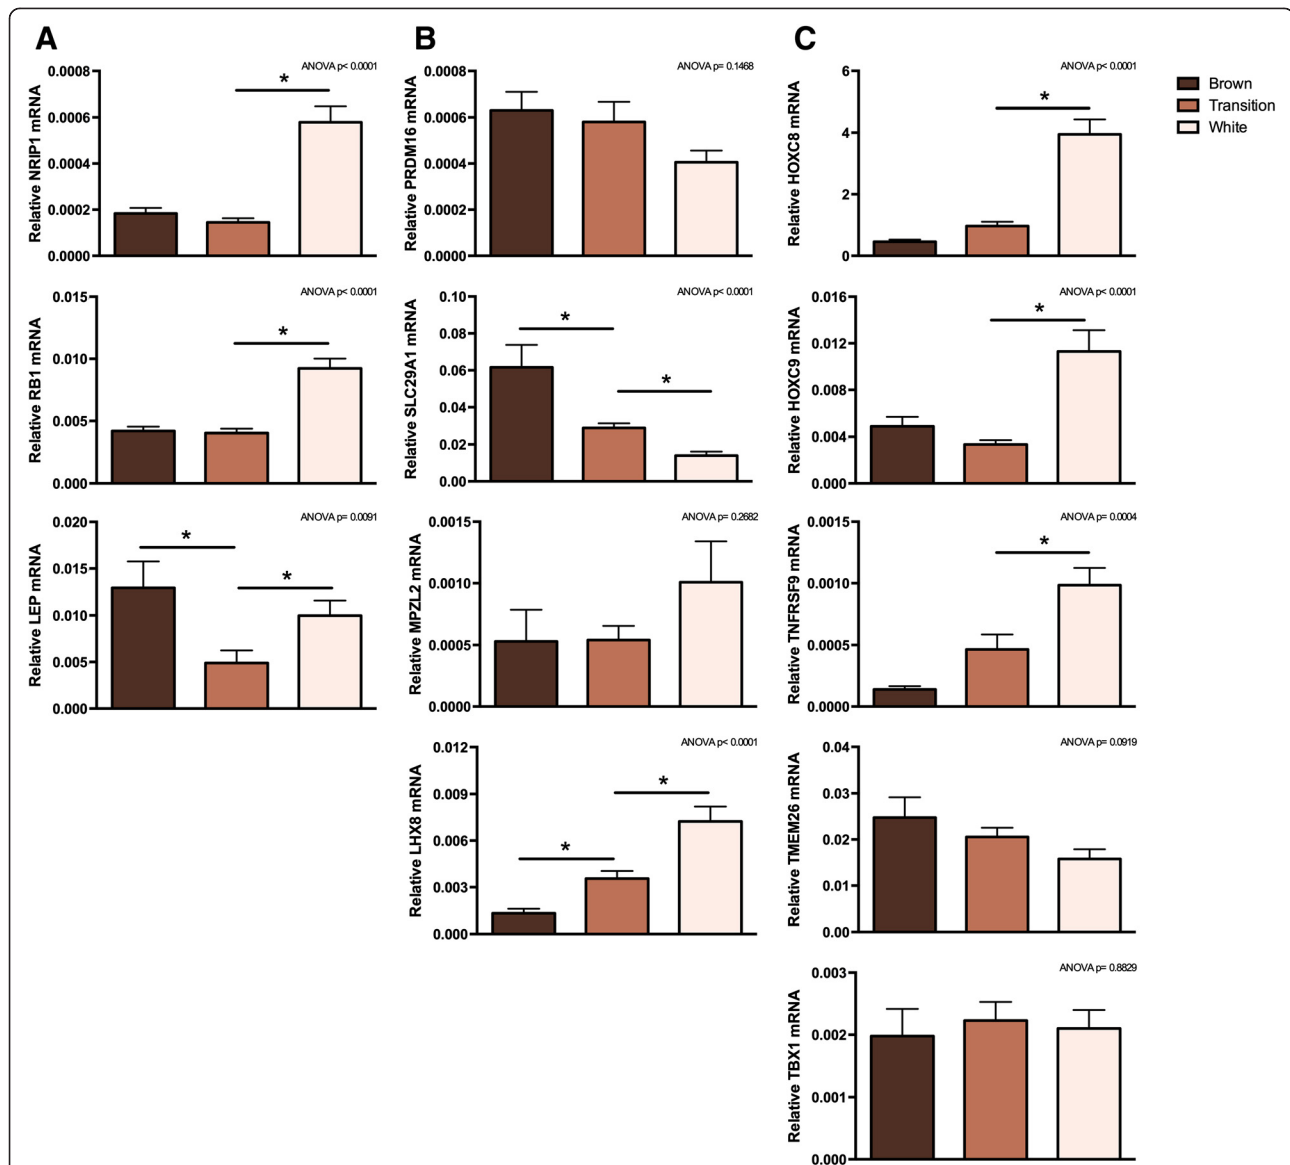 A
ANOVA p< 0.0001
Relative NRIP1 mRNA
0.0008
0.0006
0.0004
0.0002
0.0000
*
ANOVA p< 0.0001
Relative RB1 mRNA
0.015
0.010
0.005
0.000
*
ANOVA p= 0.0091
Relative LEP mRNA
0.020
0.015
0.010
0.005
0.000
*
*
B
ANOVA p= 0.1468
Relative PRDM16 mRNA
0.0008
0.0006
0.0004
0.0002
0.0000
ANOVA p< 0.0001
Relative SLC29A1 mRNA
0.10
0.08
0.06
0.04
0.02
0.00
*
*
ANOVA p= 0.2682
Relative MPZL2 mRNA
0.0015
0.0010
0.0005
0.0000
ANOVA p< 0.0001
Relative LHX8 mRNA
0.012
0.009
0.006
0.003
0.000
*
*
C
ANOVA p< 0.0001
Relative HOXC8 mRNA
6
4
2
0
*
ANOVA p< 0.0001
Relative HOXC9 mRNA
0.016
0.012
0.008
0.004
0.000
*
ANOVA p= 0.0004
Relative TNFRSF9 mRNA
0.0015
0.0010
0.0005
0.0000
*
ANOVA p= 0.0919
Relative TMEM26 mRNA
0.04
0.03
0.02
0.01
0.00
ANOVA p= 0.8829
Relative TBX1 mRNA
0.003
0.002
0.001
0.000
Brown
Transition
White